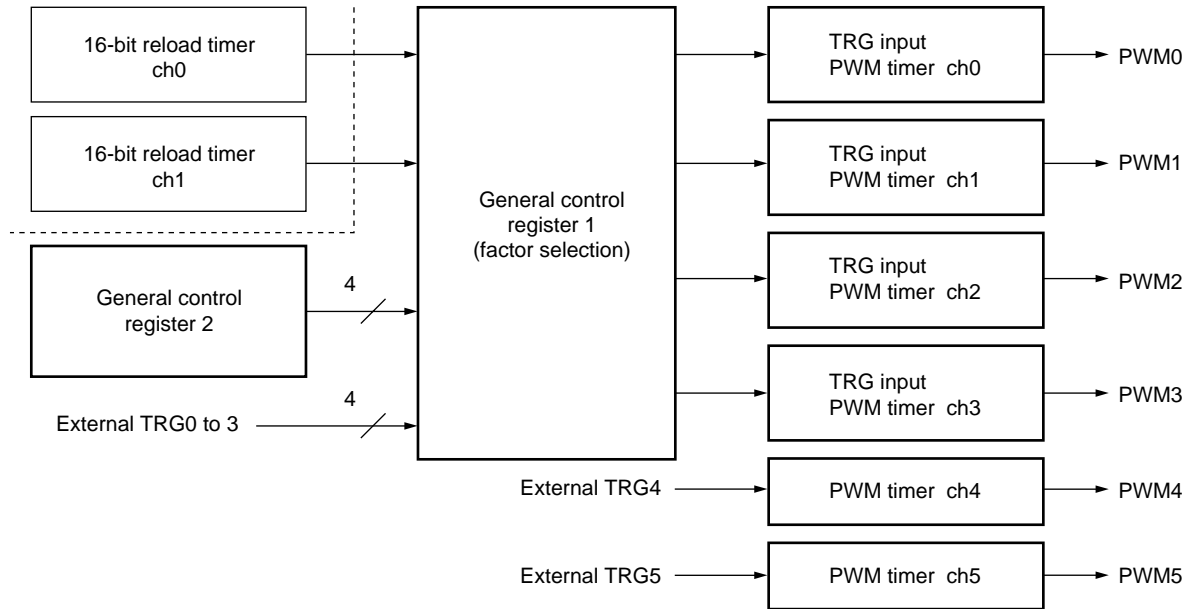 16-bit reload timer
ch0
16-bit reload timer
ch1
General control
register 2
4
External TRG0 to 3
4
General control
register 1
(factor selection)
TRG input
PWM timer ch0
PWM0
TRG input
PWM timer ch1
PWM1
TRG input
PWM timer ch2
PWM2
TRG input
PWM timer ch3
PWM3
External TRG4
PWM timer ch4
PWM4
External TRG5
PWM timer ch5
PWM5